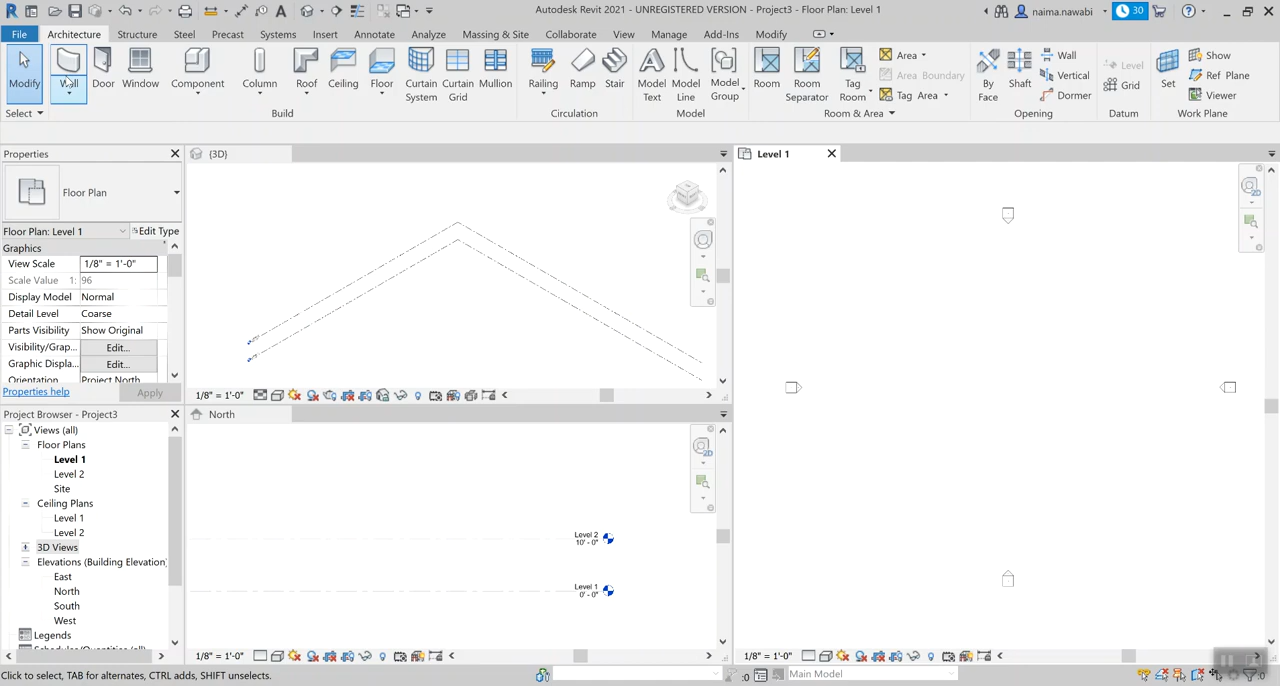 Autodesk Revit 2021 - UNREGISTERED VERSION - Project3 - Floor Plan: Level 1
naima.nawabi
30
File Architecture Structure Steel Precast Systems Insert Annotate Analyze Massing & Site Collaborate View Manage Add-Ins Modify
Modify Wall Door Window Component Column Roof Ceiling Floor Curtain System Curtain Grid Mullion Railing Ramp Stair Model Text Model Line Model Group Room Room Separator Tag Room
Area
Area Boundary
Tag Area
By Face
Shaft
Wall
Vertical
Dormer
Level
Grid
Set
Show
Ref Plane
Viewer
Select Build Circulation Model Room & Area Opening Datum Work Plane
Properties
Floor Plan
Floor Plan: Level 1 Edit Type
Graphics
View Scale 1/8" = 1'-0"
Scale Value 1: 96
Display Model Normal
Detail Level Coarse
Parts Visibility Show Original
Visibility/Grap... Edit...
Graphic Displa... Edit...
Orientation Project North
Properties help Apply
Project Browser - Project3
Views (all)
Floor Plans
Level 1
Level 2
Site
Ceiling Plans
Level 1
Level 2
3D Views
Elevations (Building Elevation)
East
North
South
West
Legends
Schedules/Quantities (all)
{3D}
1/8" = 1'-0"
North
Level 2
10' - 0"
Level 1
0' - 0"
1/8" = 1'-0"
Level 1
1/8" = 1'-0"
Click to select, TAB for alternates, CTRL adds, SHIFT unselects.
:0
Main Model
:0